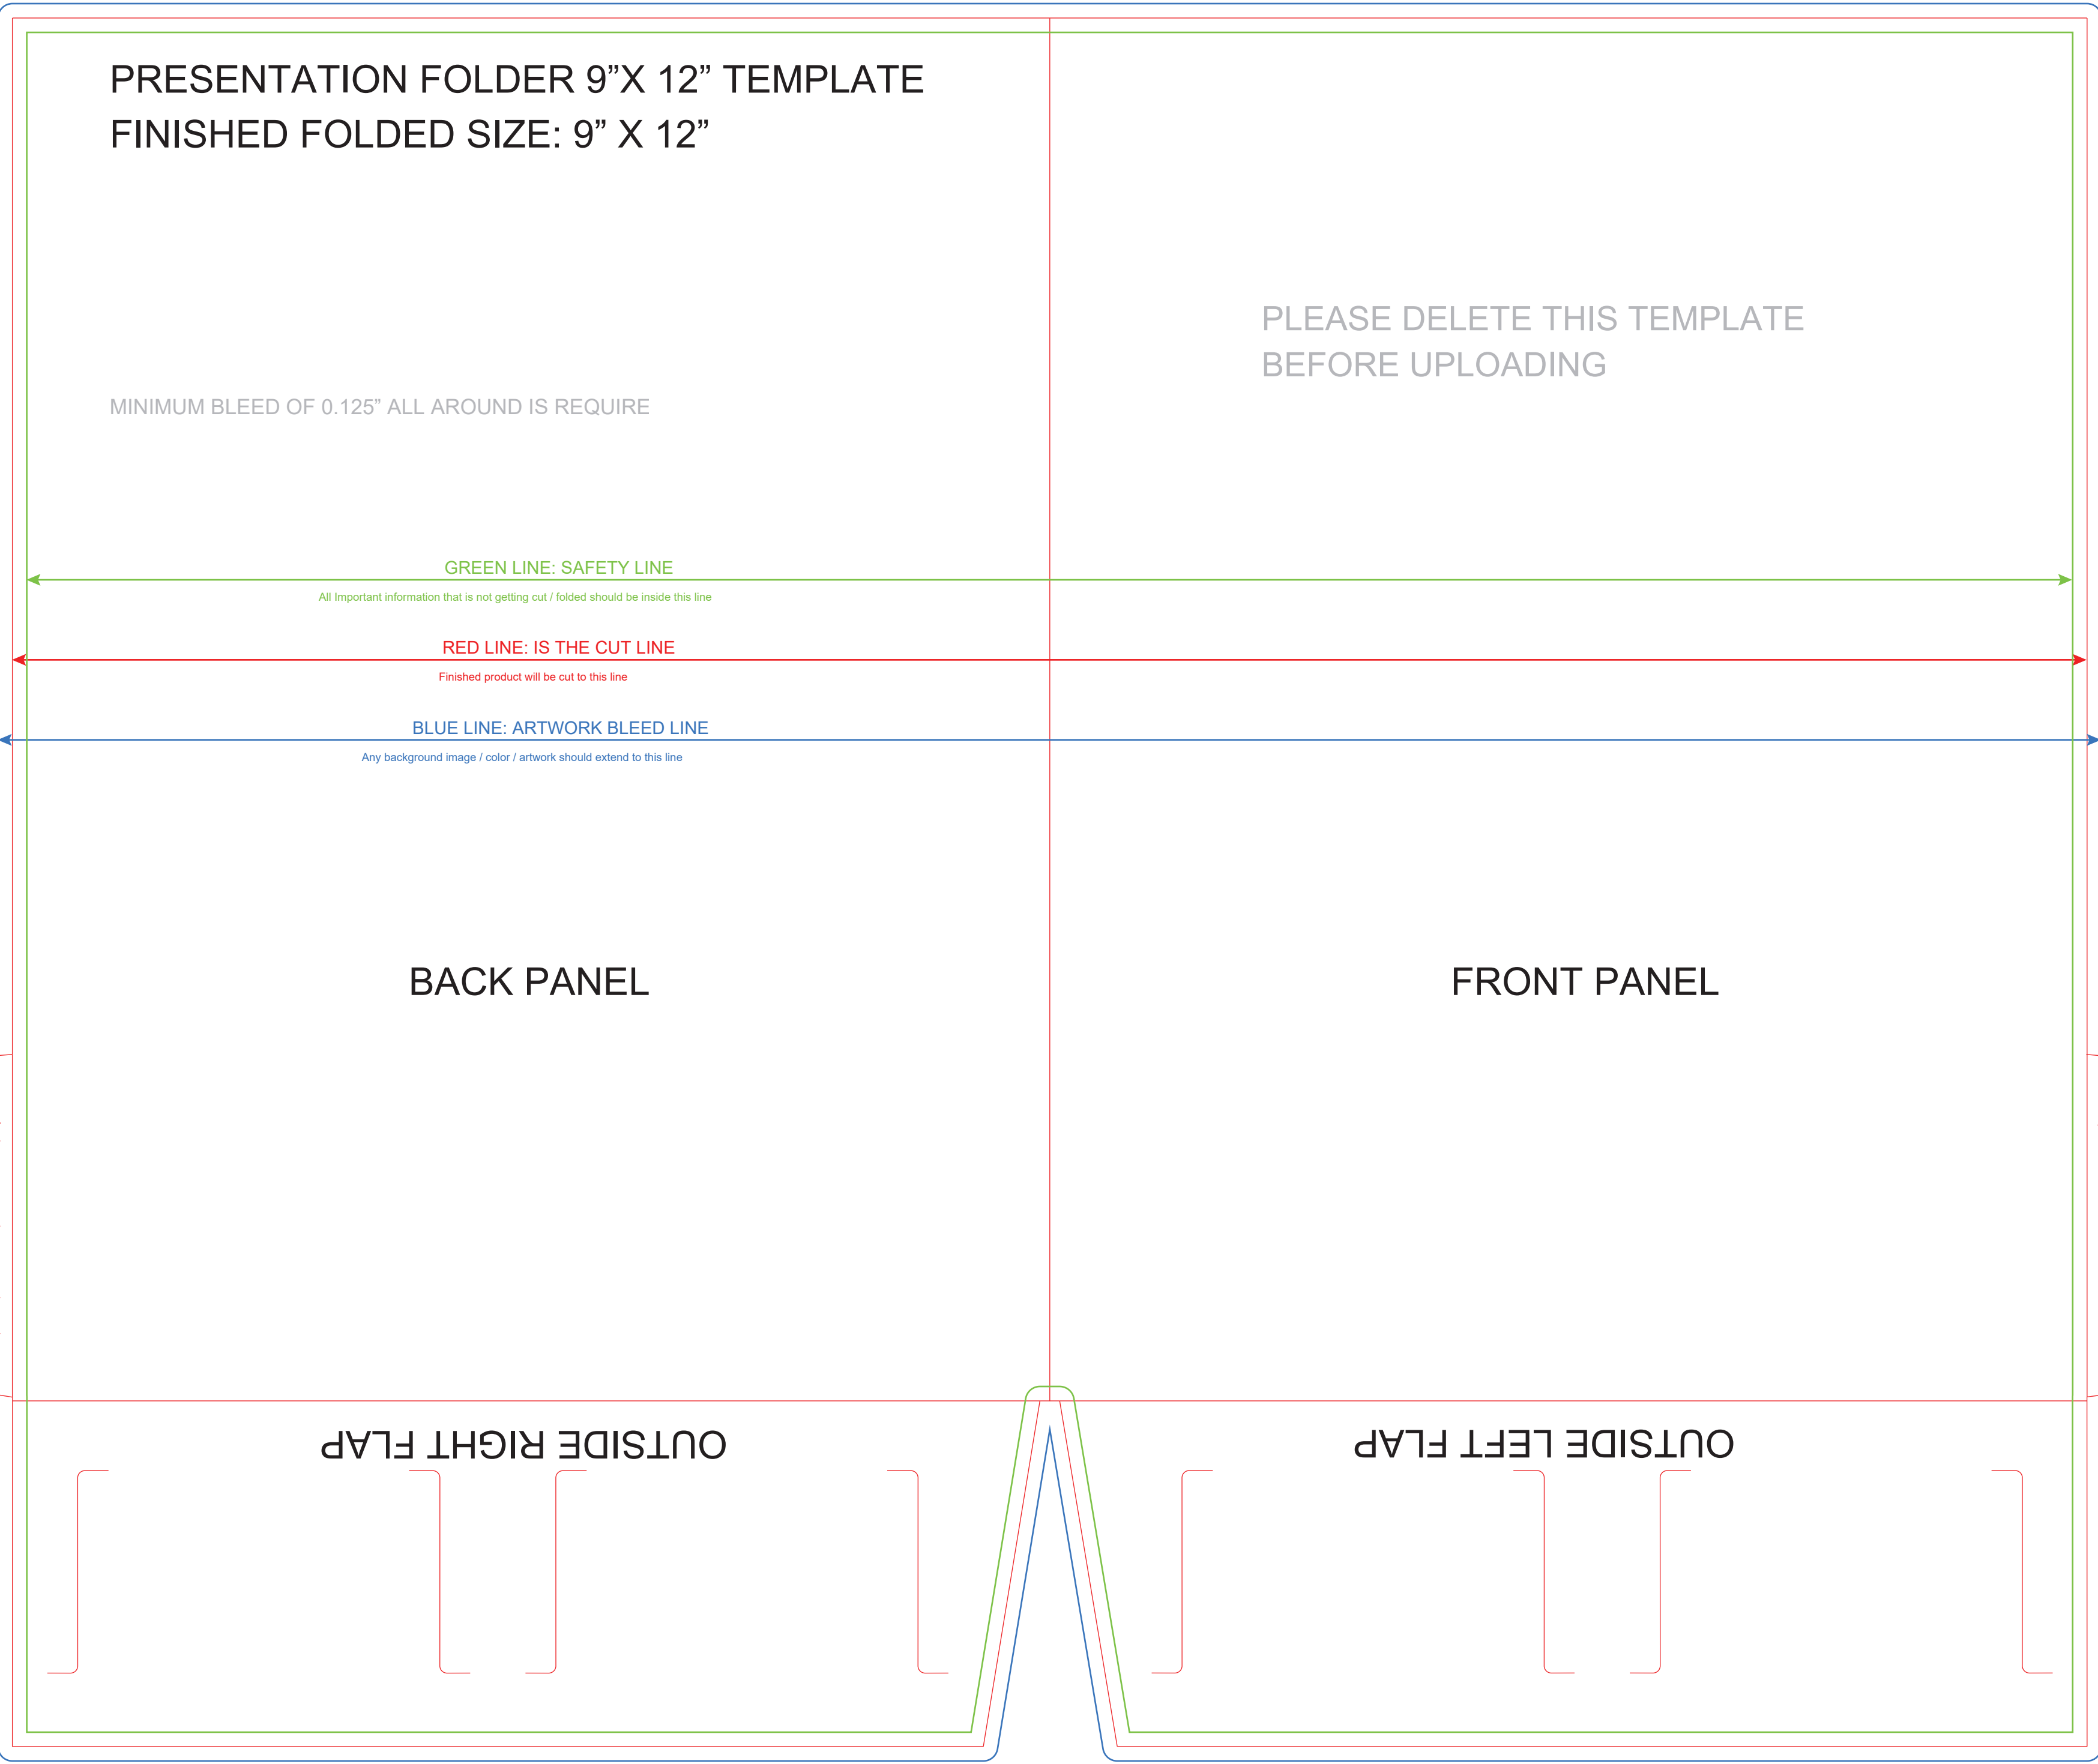 PRESENTATION FOLDER 9”X 12” TEMPLATE
FINISHED FOLDED SIZE: 9” X 12”
PLEASE DELETE THIS TEMPLATE
BEFORE UPLOADING
MINIMUM BLEED OF 0.125” ALL AROUND IS REQUIRE
GREEN LINE: SAFETY LINE
All Important information that is not getting cut / folded should be inside this line
RED LINE: IS THE CUT LINE
Finished product will be cut to this line
BLUE LINE: ARTWORK BLEED LINE
Any background image / color / artwork should extend to this line
BACK PANEL
FRONT PANEL
OUTSIDE RIGHT FLAP
OUTSIDE LEFT FLAP